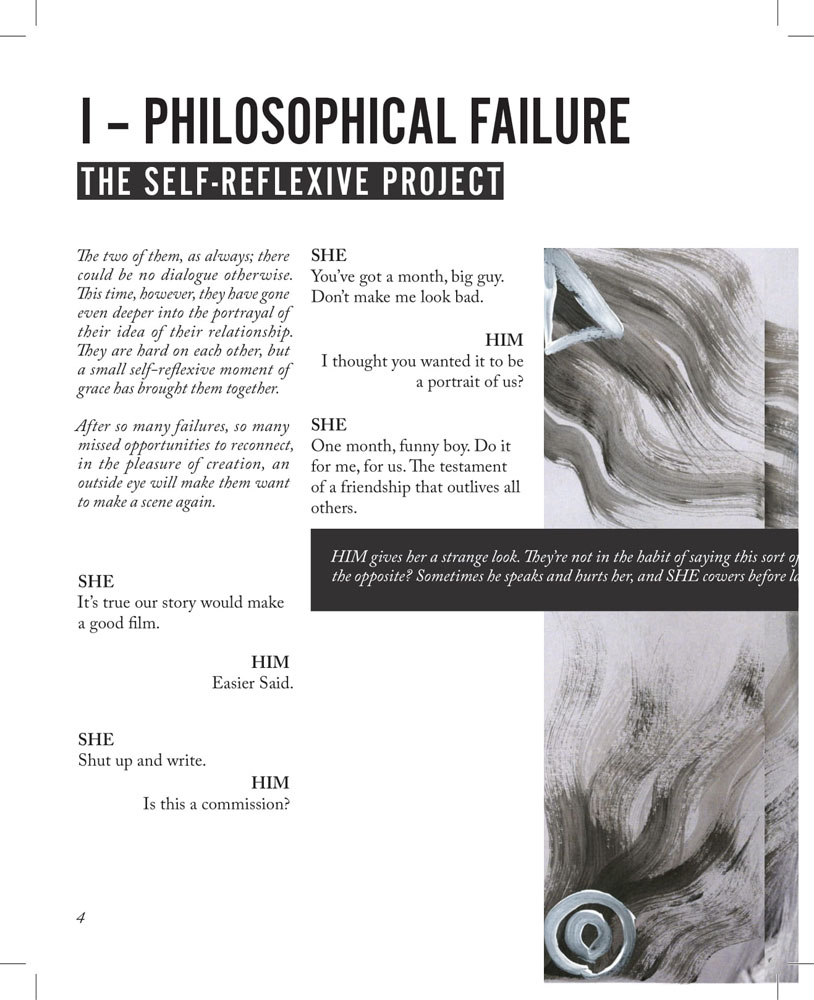 I – PHILOSOPHICAL FAILURE
THE SELF-REFLEXIVE PROJECT
The two of them, as always; there
could be no dialogue otherwise.
This time, however, they have gone
even deeper into the portrayal of
their idea of their relationship.
They are hard on each other, but
a small self-reflexive moment of
grace has brought them together.
After so many failures, so many
missed opportunities to reconnect,
in the pleasure of creation, an
outside eye will make them want
to make a scene again.
SHE
It’s true our story would make
a good film.
HIM
Easier Said.
SHE
Shut up and write.
HIM
Is this a commission?
SHE
You’ve got a month, big guy.
Don’t make me look bad.
HIM
I thought you wanted it to be
a portrait of us?
SHE
One month, funny boy. Do it
for me, for us. The testament
of a friendship that outlives all
others.
HIM gives her a strange look. They’re not in the habit of saying this sort of
the opposite? Sometimes he speaks and hurts her, and SHE cowers before
4